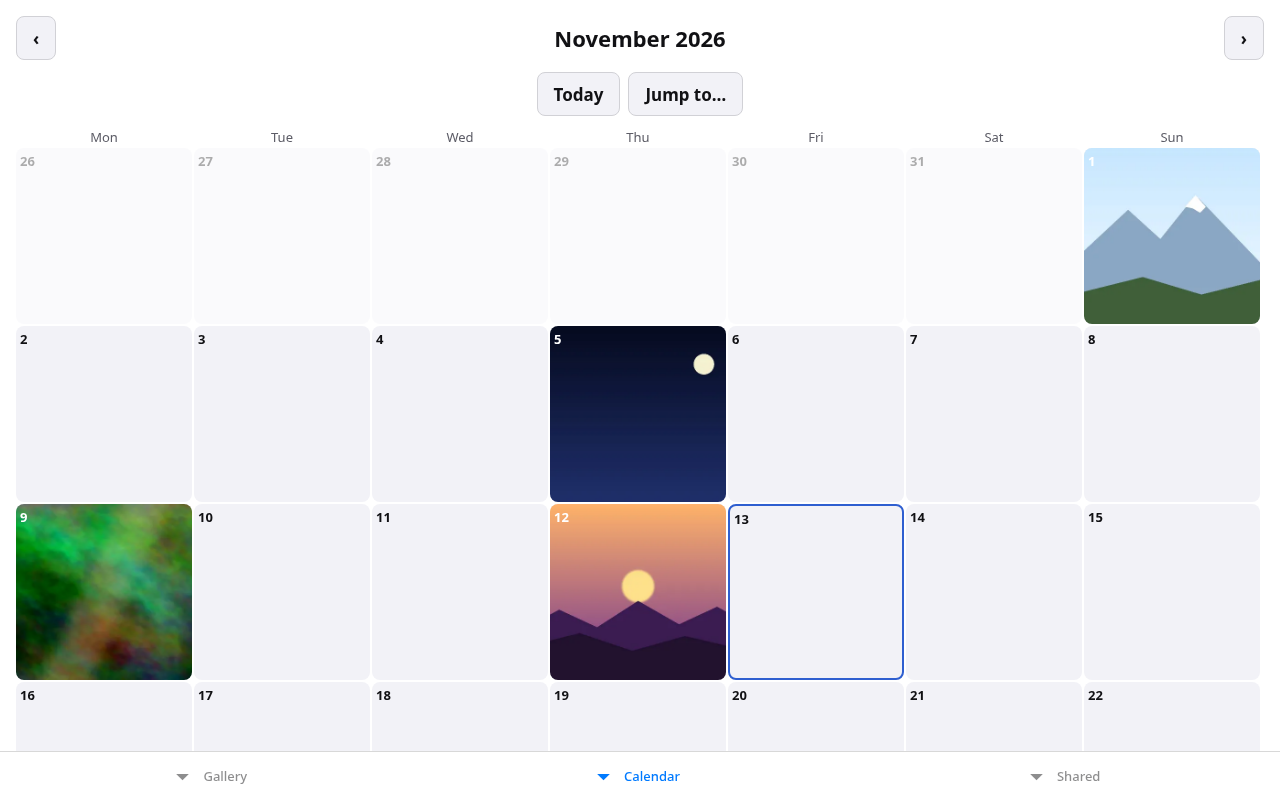 ‹ November 2026 ›
Today Jump to...
Mon Tue Wed Thu Fri Sat Sun
26 27 28 29 30 31 1
2 3 4 5 6 7 8
9 10 11 12 13 14 15
16 17 18 19 20 21 22
Gallery Calendar Shared